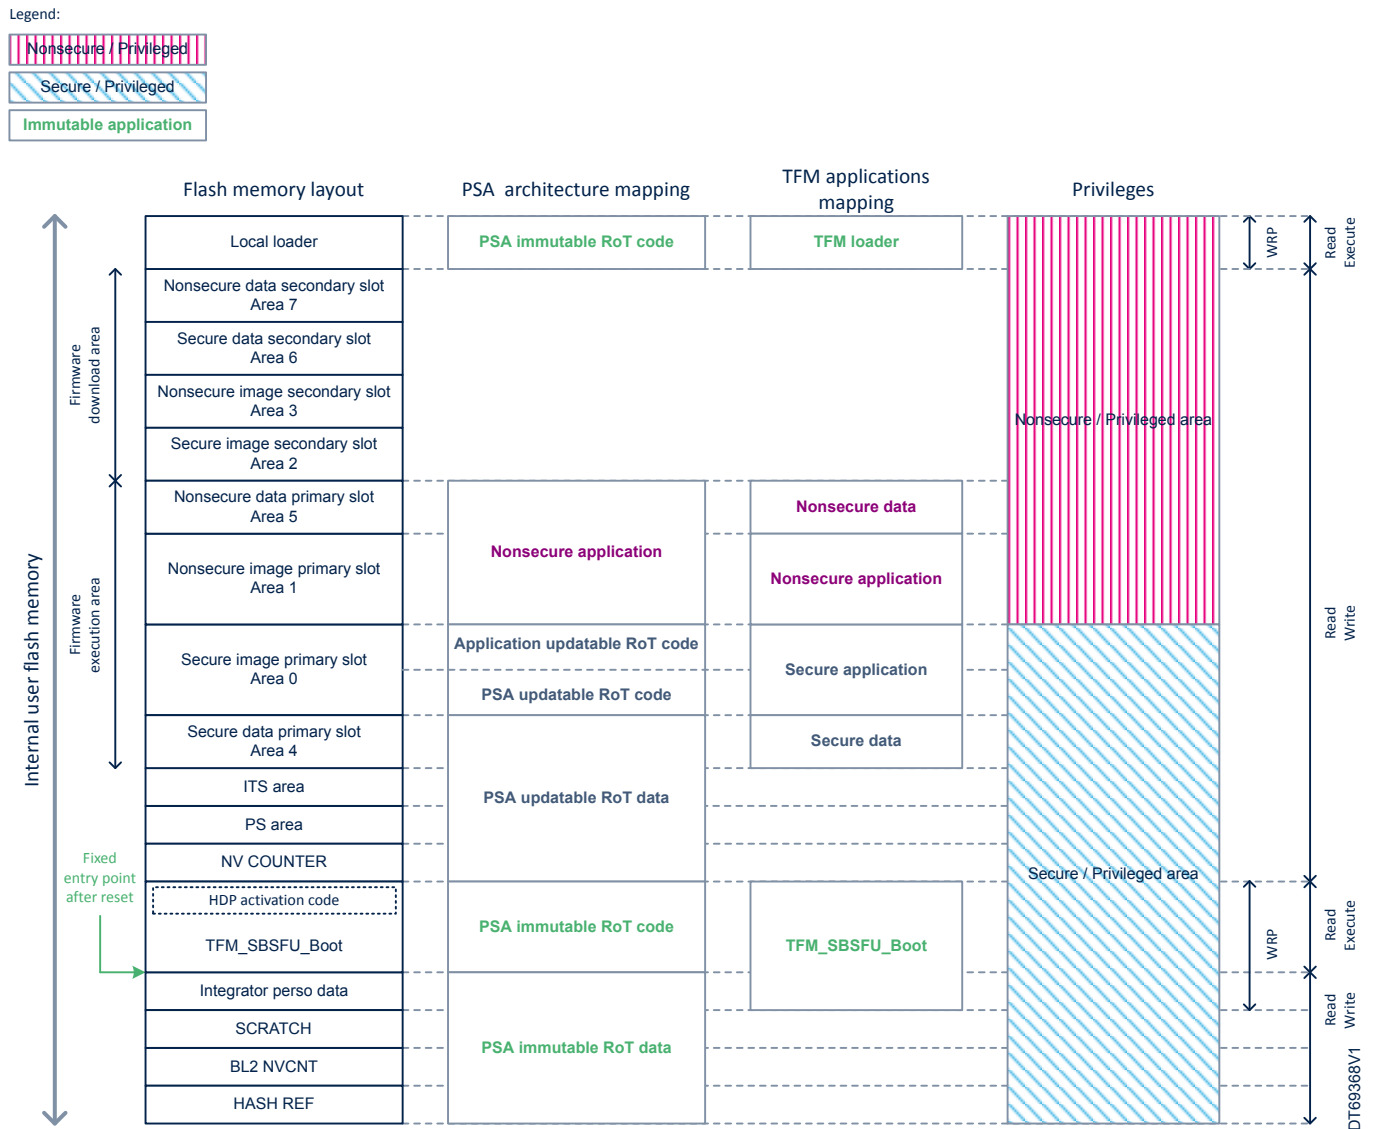 Legend:
Nonsecure / Privileged
Secure / Privileged
Immutable application
Flash memory layout
PSA architecture mapping
TFM applications
mapping
Privileges
Internal user flash memory
Firmware
download area
Firmware
execution area
Fixed
entry point
after reset
Local loader
Nonsecure data secondary slot
Area 7
Secure data secondary slot
Area 6
Nonsecure image secondary slot
Area 3
Secure image secondary slot
Area 2
Nonsecure data primary slot
Area 5
Nonsecure image primary slot
Area 1
Secure image primary slot
Area 0
Secure data primary slot
Area 4
ITS area
PS area
NV COUNTER
HDP activation code
TFM_SBSFU_Boot
Integrator perso data
SCRATCH
BL2 NVCNT
HASH REF
PSA immutable RoT code
Nonsecure application
Application updatable RoT code
PSA updatable RoT code
PSA updatable RoT data
PSA immutable RoT code
PSA immutable RoT data
TFM loader
Nonsecure data
Nonsecure application
Secure application
Secure data
TFM_SBSFU_Boot
Nonsecure / Privileged area
Secure / Privileged area
WRP
WRP
Read
Execute
Read
Write
Read
Execute
Read
Write
DT69368V1